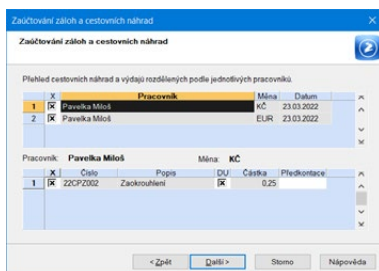 Zaúčtování záloh a cestovních náhrad
Zaúčtování záloh a cestovních náhrad
Přehled cestovních náhrad a výdajů rozdělených podle jednotlivých pracovníků.
X Pracovník Měna Datum
1 Pavelka Miloš KČ 23.03.2022
2 Pavelka Miloš EUR 23.03.2022
Pracovník: Pavelka Miloš Měna: KČ
X Číslo Popis DU Částka Předkontace
1 22CPZ002 Zaokrouhlení 0.25
< Zpět Další > Storno Nápověda